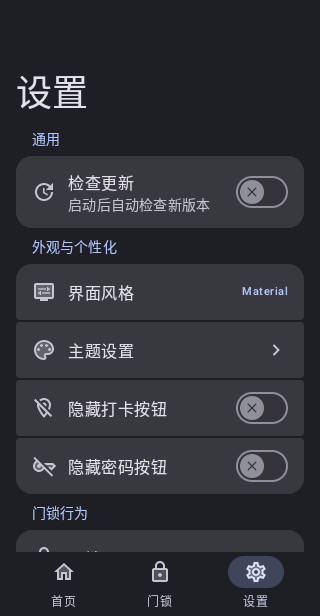 设置
通用
检查更新
启动后自动检查新版本
外观与个性化
界面风格
Material
主题设置
隐藏打卡按钮
隐藏密码按钮
门锁行为
首页
门锁
设置